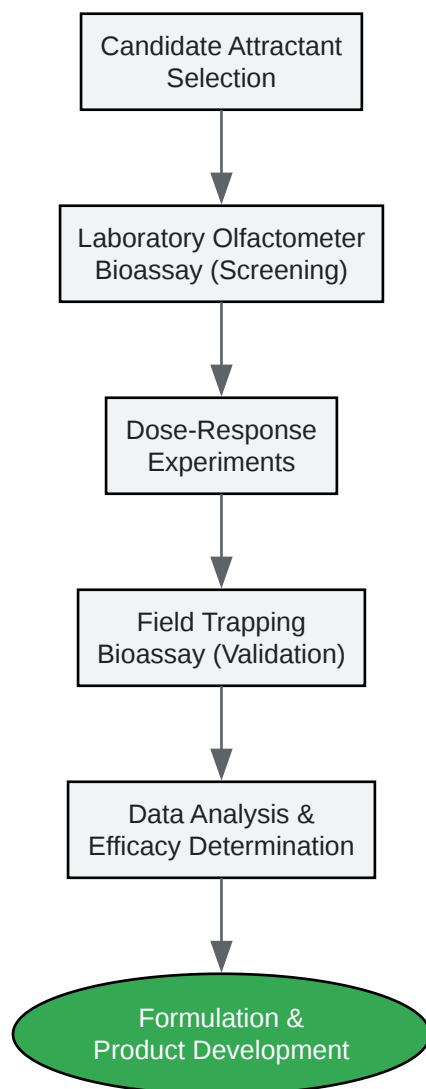 Candidate Attractant
Selection
Laboratory Olfactometer
Bioassay (Screening)
Dose-Response
Experiments
Field Trapping
Bioassay (Validation)
Data Analysis &
Efficacy Determination
Formulation &
Product Development